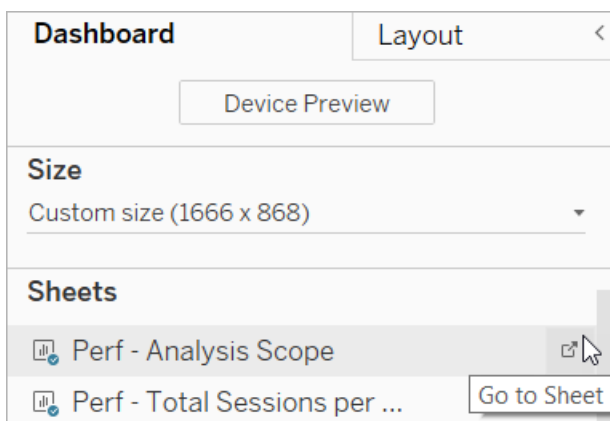 Dashboard
Layout
Device Preview
Size
Custom size (1666 x 868)
Sheets
Perf - Analysis Scope
Go to Sheet
Perf - Total Sessions per ...